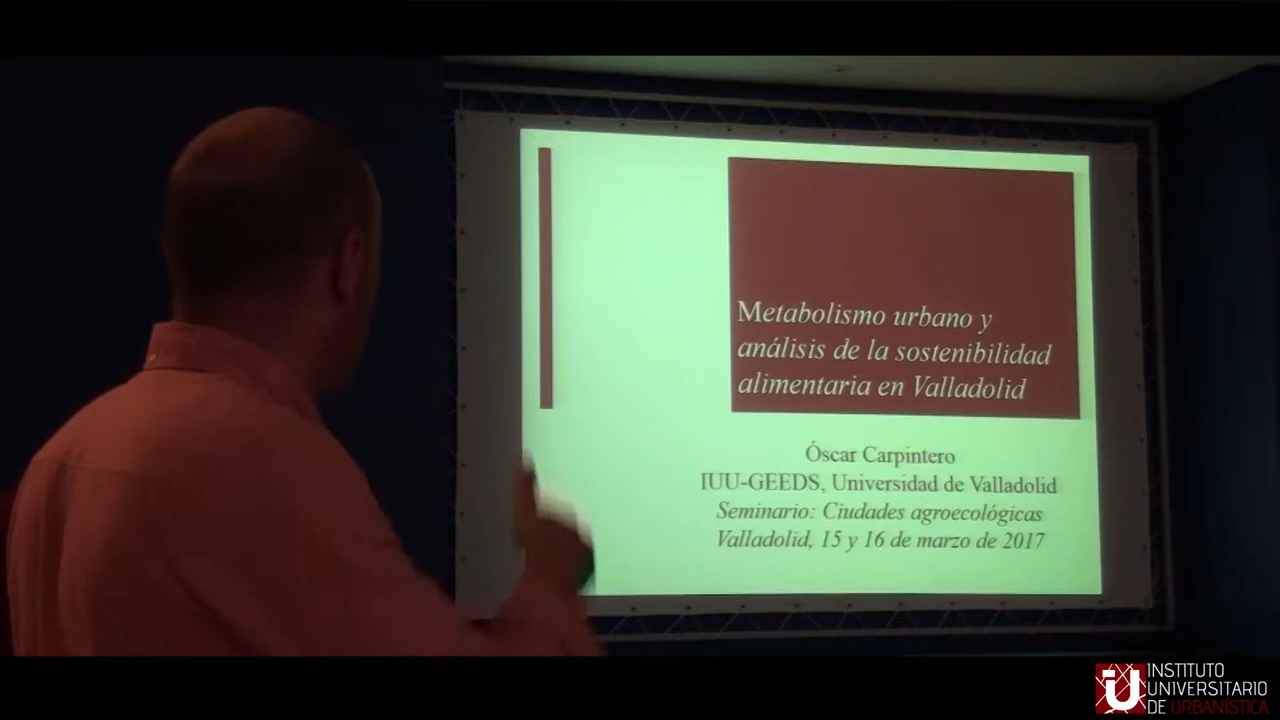 Metabolismo urbano y
análisis de la sostenibilidad
alimentaria en Valladolid
Óscar Carpintero
IUU-GEEDS, Universidad de Valladolid
Seminario: Ciudades agroecológicas
Valladolid, 15 y 16 de marzo de 2017
INSTITUTO
UNIVERSITARIO
DE URBANÍSTICA